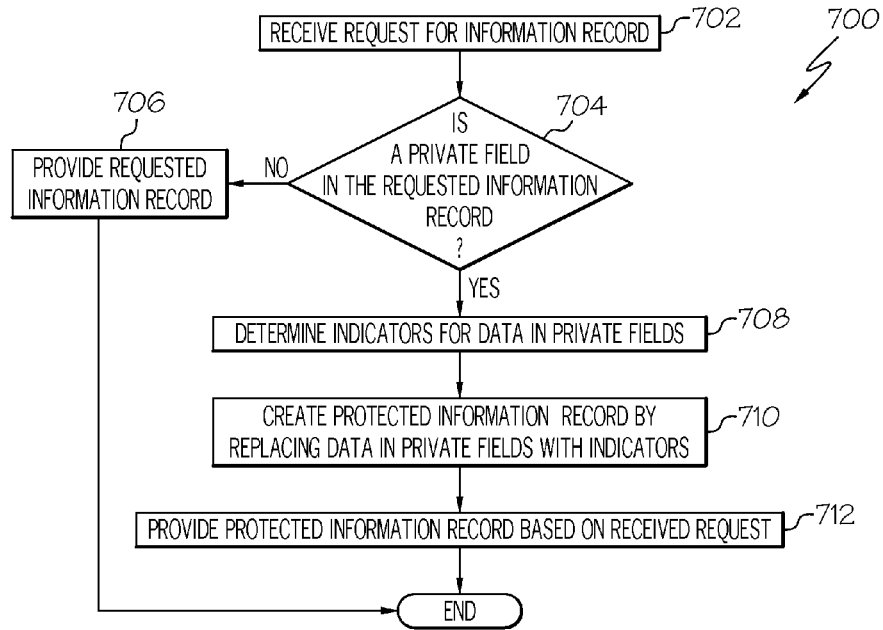 RECEIVE REQUEST FOR INFORMATION RECORD
702
700
IS
A PRIVATE FIELD
IN THE REQUESTED INFORMATION
RECORD
?
704
706
NO
PROVIDE REQUESTED
INFORMATION RECORD
YES
DETERMINE INDICATORS FOR DATA IN PRIVATE FIELDS
708
CREATE PROTECTED INFORMATION RECORD BY
REPLACING DATA IN PRIVATE FIELDS WITH INDICATORS
710
PROVIDE PROTECTED INFORMATION RECORD BASED ON RECEIVED REQUEST
712
END